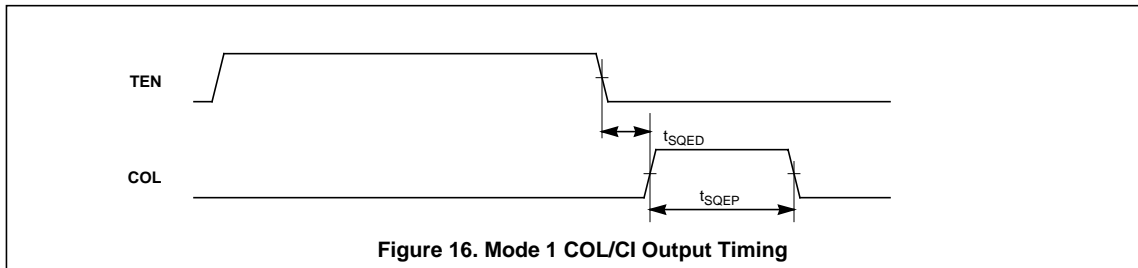 TEN
tSQED
COL
tSQEP
Figure 16. Mode 1 COL/CI Output Timing